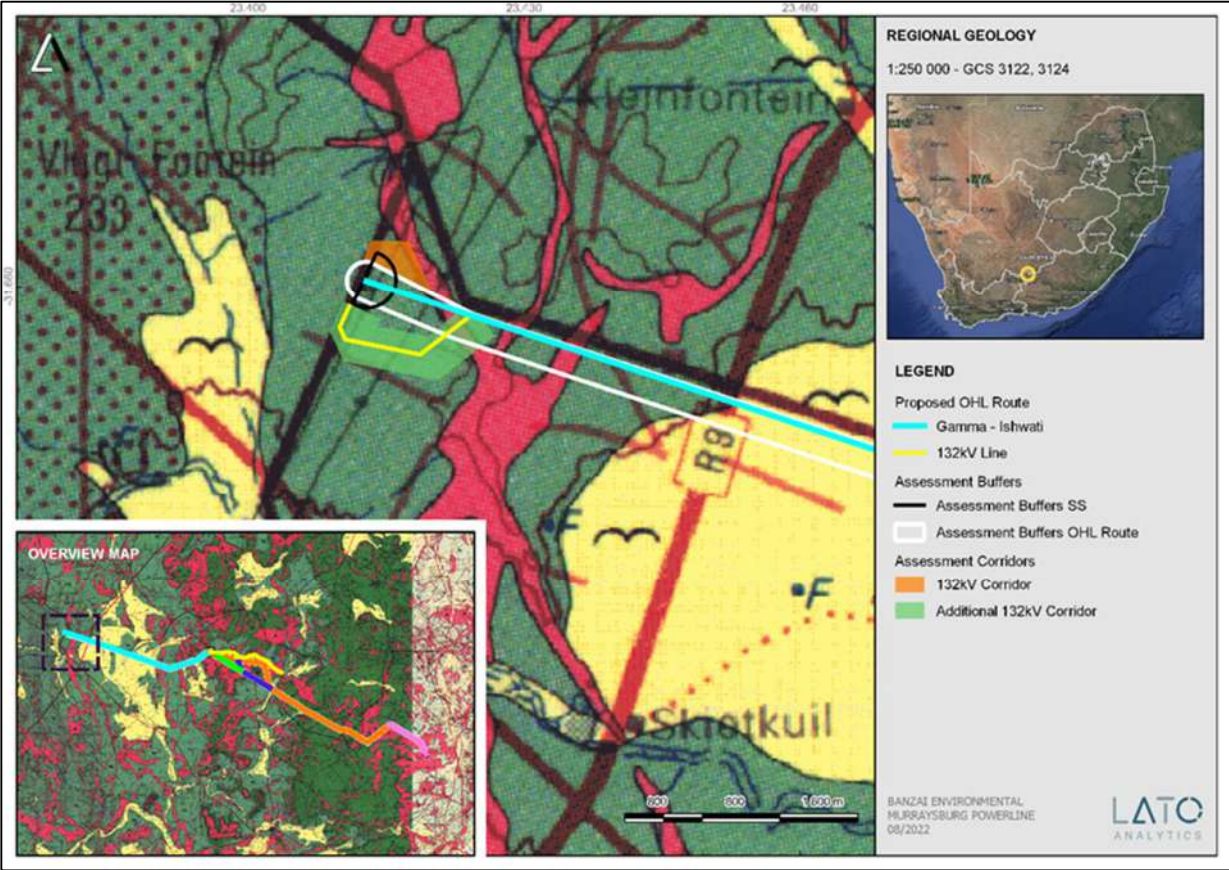 23.400
23.430
23.460
-31.660
Kleinfontein
Fontein
233
R9
F
F
Skietkuil
800
800
1 600 m
OVERVIEW MAP
REGIONAL GEOLOGY
1:250 000 - GCS 3122, 3124
LEGEND
Proposed OHL Route
Gamma - Ishwati
132kV Line
Assessment Buffers
Assessment Buffers SS
Assessment Buffers OHL Route
Assessment Corridors
132kV Corridor
Additional 132kV Corridor
BANZAI ENVIRONMENTAL
MURRAYSBURG POWERLINE
08/2022
LATO
ANALYTICS